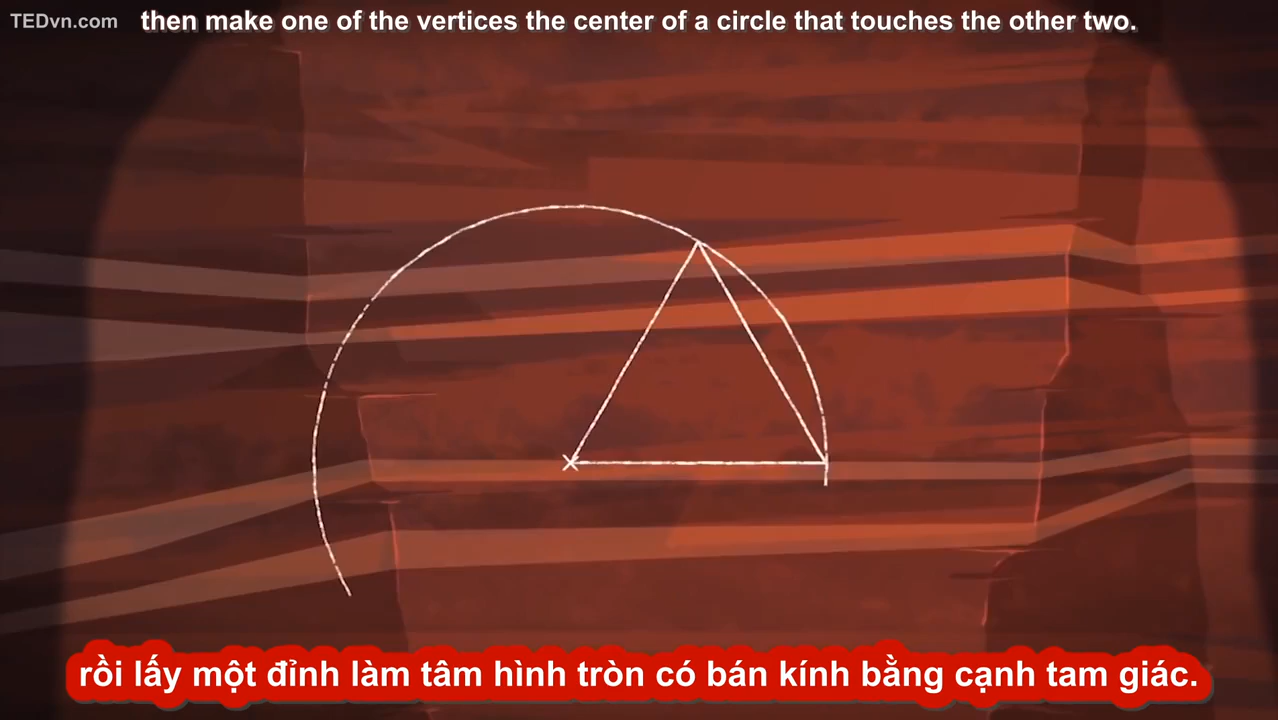 TEDvn.com
then make one of the vertices the center of a circle that touches the other two.
rồi lấy một đỉnh làm tâm hình tròn có bán kính bằng cạnh tam giác.